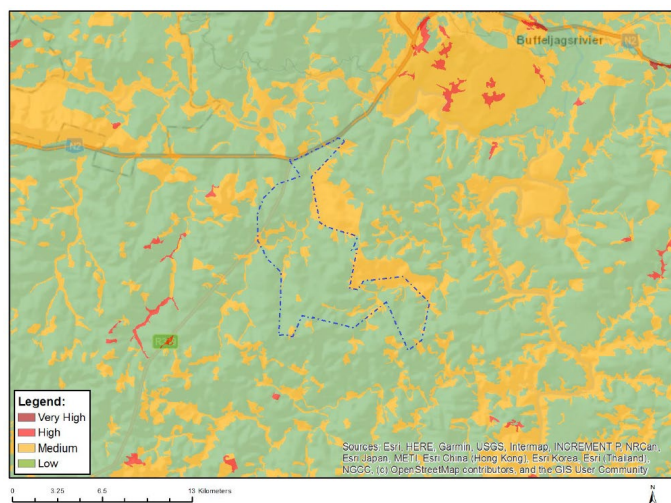 Buffeljagsrivier
N2
N2
Legend:
Very High
High
Medium
Low
Sources: Esri, HERE, Garmin, USGS, Intermap, INCREMENT P, NRCan,
Esri Japan, METI, Esri China (Hong Kong), Esri Korea, Esri (Thailand),
NGCC, (c) OpenStreetMap contributors, and the GIS User Community
0 3.25 6.5 13 Kilometers
N